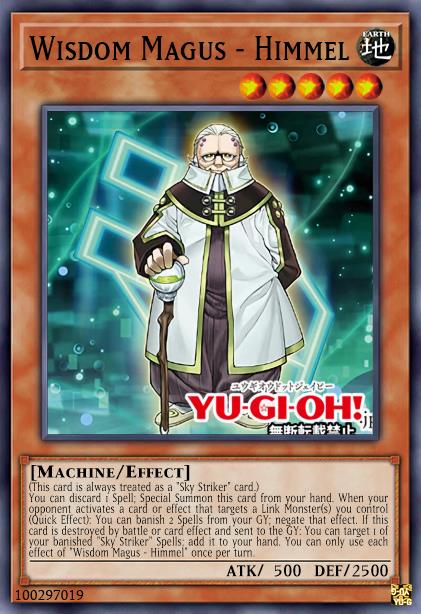 Wisdom Magus - Himmel
EARTH
地
ユウギオウドットジェイピー
YU-GI-OH!
無断転載禁止
[Machine/Effect]
(This card is always treated as a "Sky Striker" card.)
You can discard 1 Spell; Special Summon this card from your hand. When your
opponent activates a card or effect that targets a Link Monster(s) you control
(Quick Effect): You can banish 2 Spells from your GY; negate that effect. If this
card is destroyed by battle or card effect and sent to the GY: You can target 1 of
your banished "Sky Striker" Spells; add it to your hand. You can only use each
effect of "Wisdom Magus - Himmel" once per turn.
ATK/ 500 DEF/2500
100297019